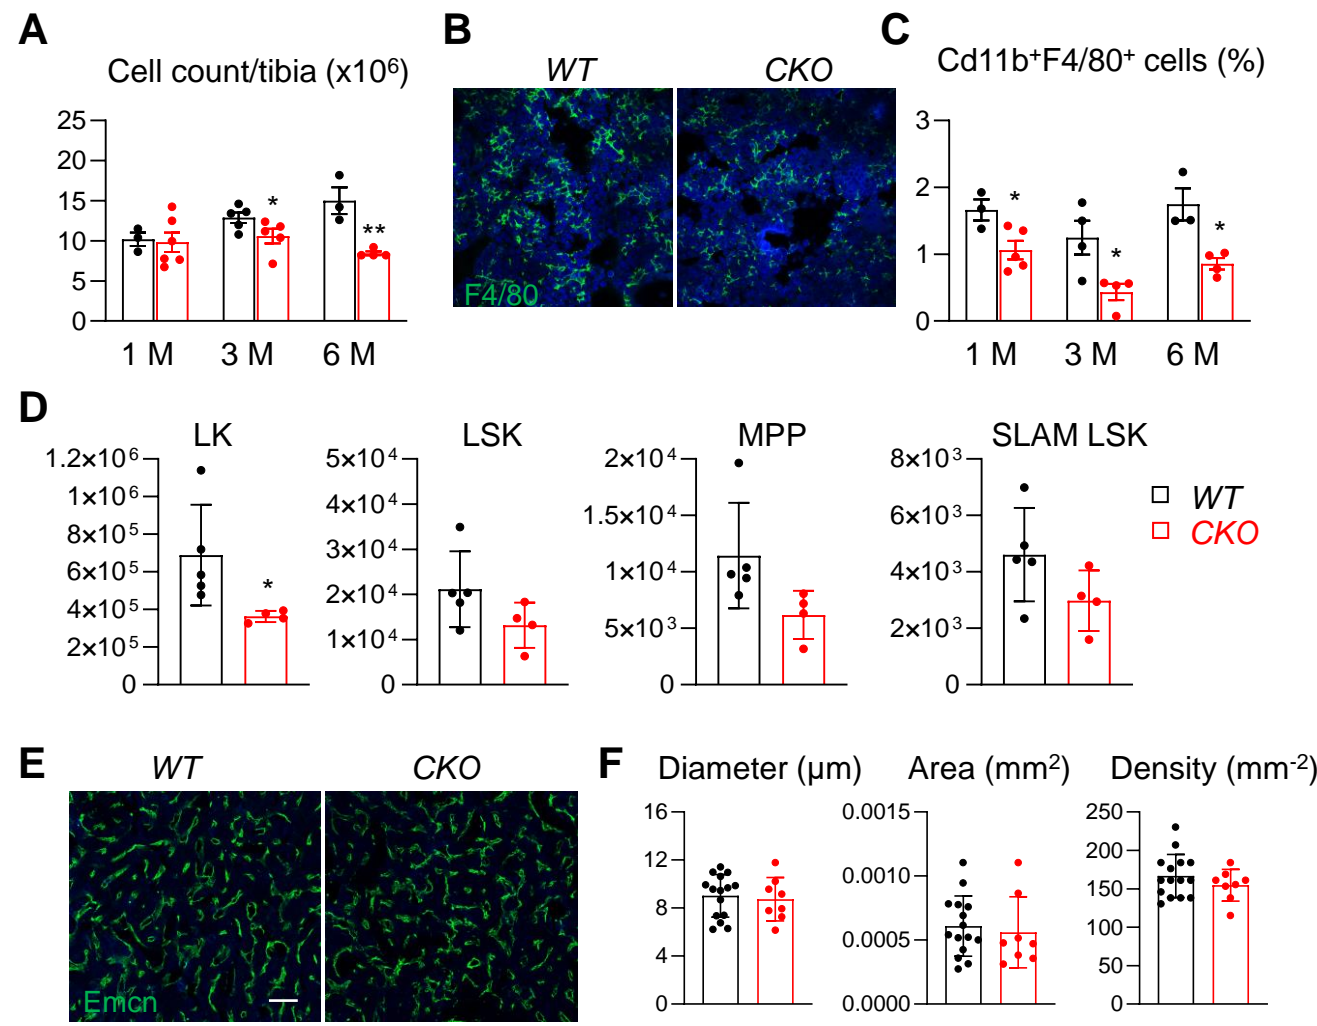 A
Cell count/tibia (x10⁶)
25
20
15
10
5
0
*
**
1 M 3 M 6 M
B
WT CKO
F4/80
C
Cd11b⁺F4/80⁺ cells (%)
3
2
1
0
*
*
*
1 M 3 M 6 M
D
LK
1.2×10⁶
1×10⁶
8×10⁵
6×10⁵
4×10⁵
2×10⁵
0
*
LSK
5×10⁴
4×10⁴
3×10⁴
2×10⁴
1×10⁴
0
MPP
2×10⁴
1.5×10⁴
1×10⁴
5×10³
0
SLAM LSK
8×10³
6×10³
4×10³
2×10³
0
WT
CKO
E
WT CKO
Emcn
F
Diameter (µm)
16
12
8
4
0
Area (mm²)
0.0015
0.0010
0.0005
0.0000
Density (mm⁻²)
250
200
150
100
50
0